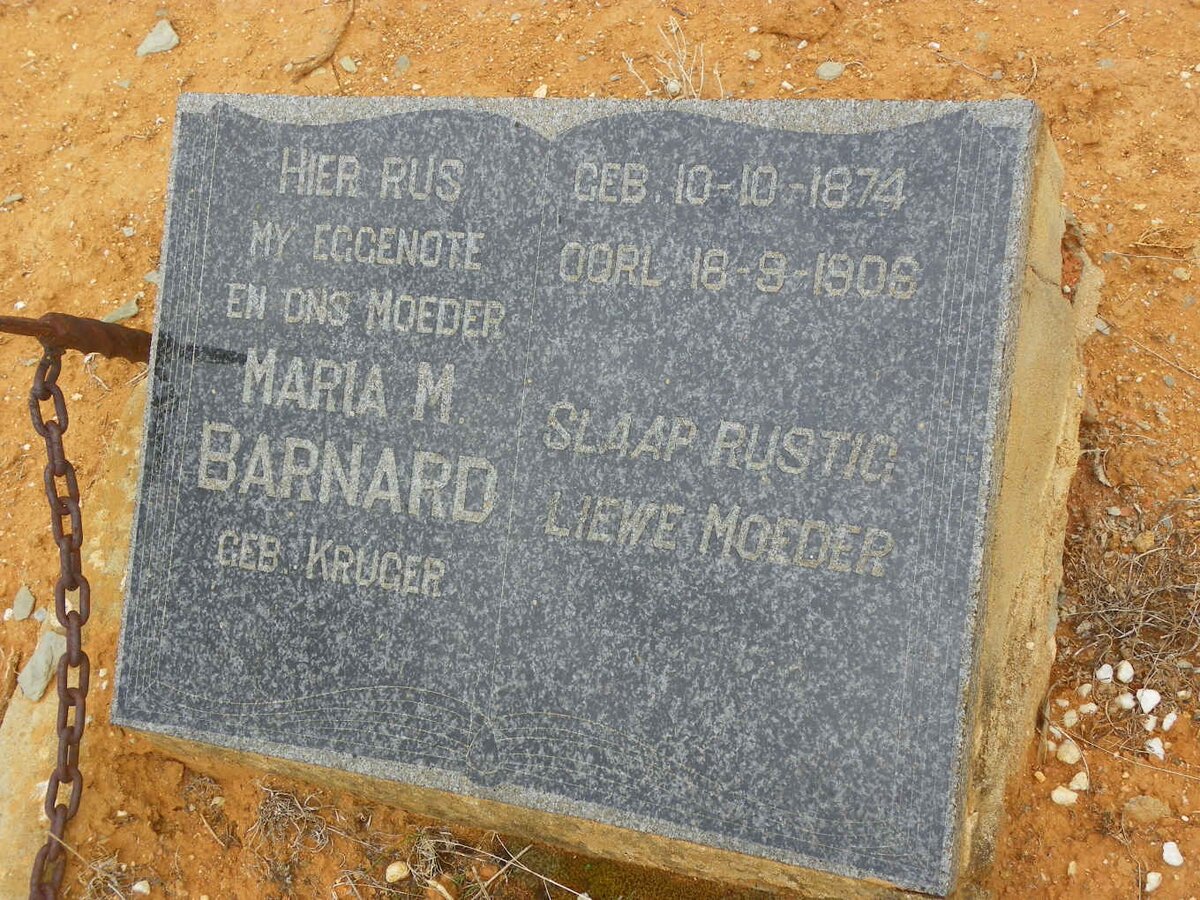 HIER RUS
MY EGGENOTE
EN ONS MOEDER
MARIA M.
BARNARD
GEB. KRUGER
GEB. 10-10-1874
OORL. 18-9-1906
SLAAP RUSTIG
LIEWE MOEDER